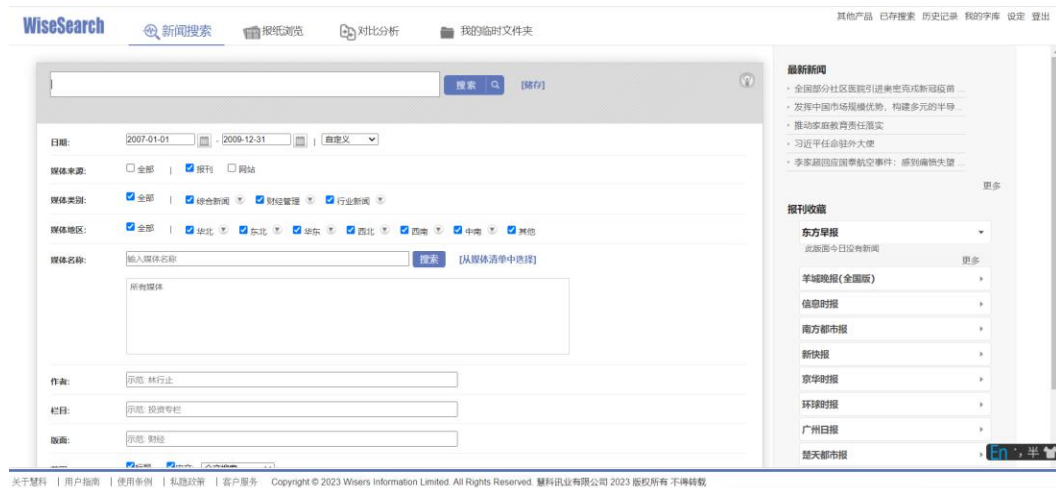 其他产品 已存搜索 历史记录 我的字库 设定 登出
WiseSearch 新闻搜索 报纸浏览 对比分析 我的临时文件夹
搜索 [储存]
日期: 2007-01-01 - 2009-12-31 | 自定义
媒体来源: 全部 | 报刊 网站
媒体类别: 全部 | 综合新闻 财经管理 行业新闻
媒体地区: 全部 | 华北 东北 华东 西北 西南 中南 其他
媒体名称: 输入媒体名称 搜索 [从媒体清单中选择]
所有媒体
作者: 示范: 林行止
栏目: 示范: 投资专栏
版面: 示范: 财经
最新新闻
全国部分社区医院引进奥密克戎新冠疫苗 ...
发挥中国市场规模优势，构建多元的半导...
推动家庭教育责任落实
习近平任命驻外大使
李家超回应国泰航空事件：感到痛愤失望 ...
更多
报刊收藏
东方早报
此版面今日没有新闻
更多
羊城晚报(全国版)
信息时报
南方都市报
新快报
京华时报
环球时报
广州日报
楚天都市报
En 半
关于慧科 | 用户指南 | 使用条例 | 私隐政策 | 客户服务 Copyright © 2023 Wisers Information Limited. All Rights Reserved. 慧科讯业有限公司 2023 版权所有 不得转载